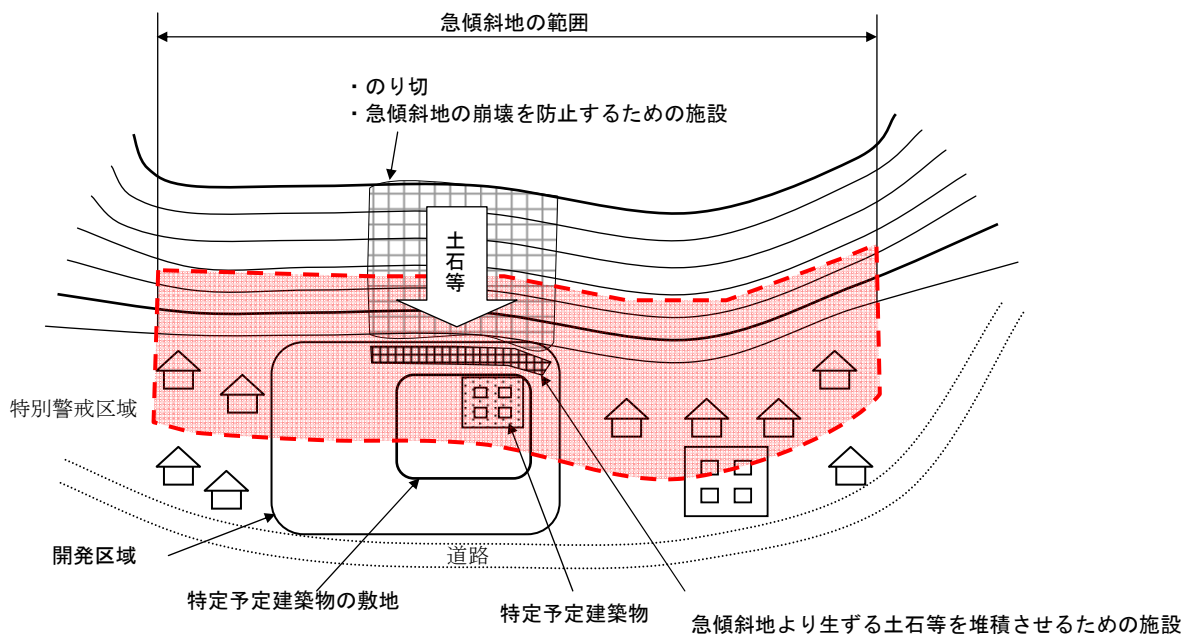 急傾斜地の範囲
・のり切
・急傾斜地の崩壊を防止するための施設
土石等
特別警戒区域
開発区域
道路
特定予定建築物の敷地
特定予定建築物
急傾斜地より生ずる土石等を堆積させるための施設